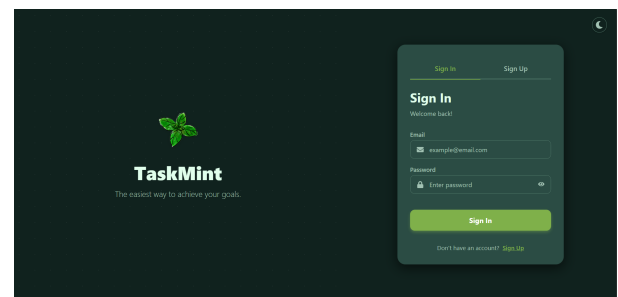 TaskMint
The easiest way to achieve your goals.
Sign In
Sign Up
Sign In
Welcome back!
Email
example@email.com
Password
Enter password
Sign In
Don't have an account? Sign Up